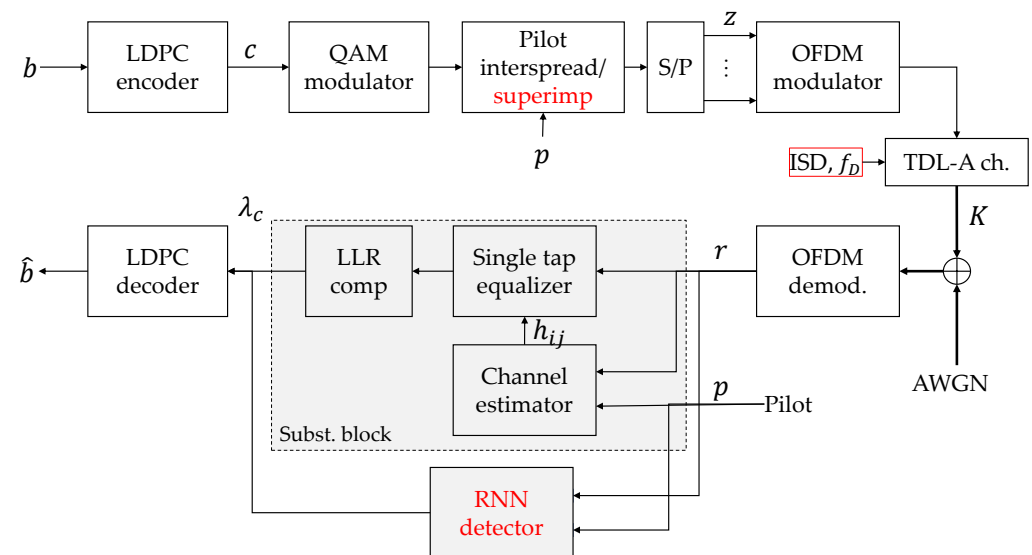 b
LDPC
encoder
c
QAM
modulator
Pilot
interspread/
superimp
p
S/P
z
⋮
OFDM
modulator
ISD, f_D
TDL-A ch.
K
AWGN
OFDM
demod.
r
Single tap
equalizer
LLR
comp
λ_c
LDPC
decoder
b̂
h_ij
Channel
estimator
p
Pilot
Subst. block
RNN
detector